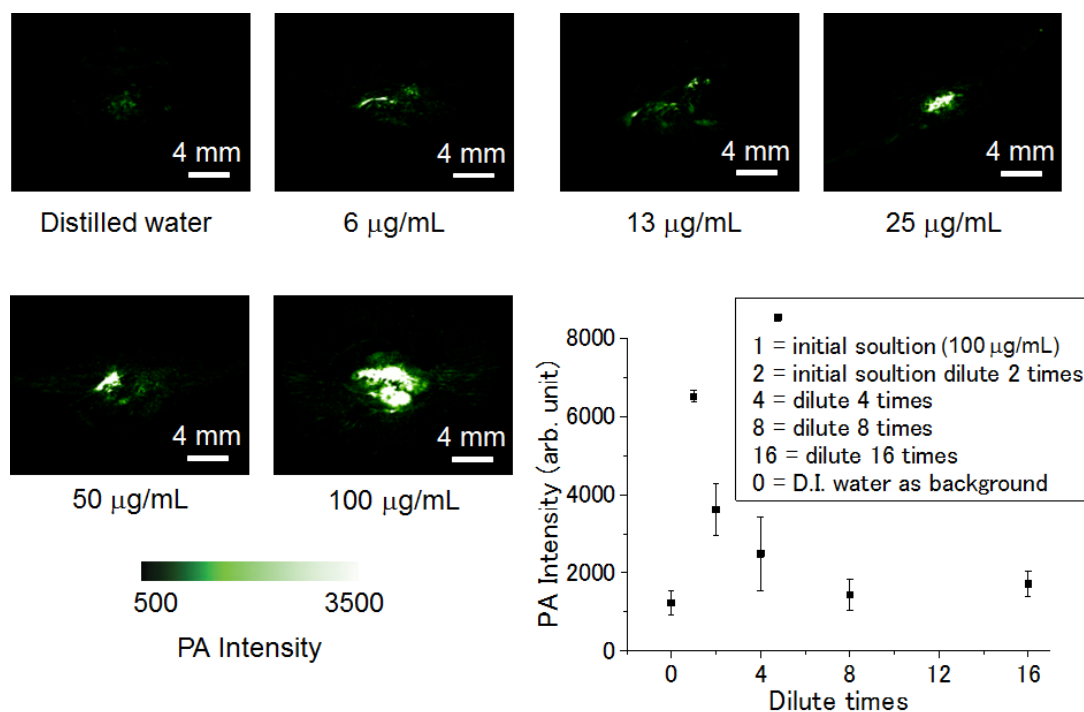 4 mm
4 mm
4 mm
4 mm
Distilled water
6 μg/mL
13 μg/mL
25 μg/mL
4 mm
4 mm
50 μg/mL
100 μg/mL
500
3500
PA Intensity
1 = initial soultion (100 μg/mL)
2 = initial soultion dilute 2 times
4 = dilute 4 times
8 = dilute 8 times
16 = dilute 16 times
0 = D.I. water as background
PA Intensity (arb. unit)
8000
6000
4000
2000
0
0
4
8
12
16
Dilute times